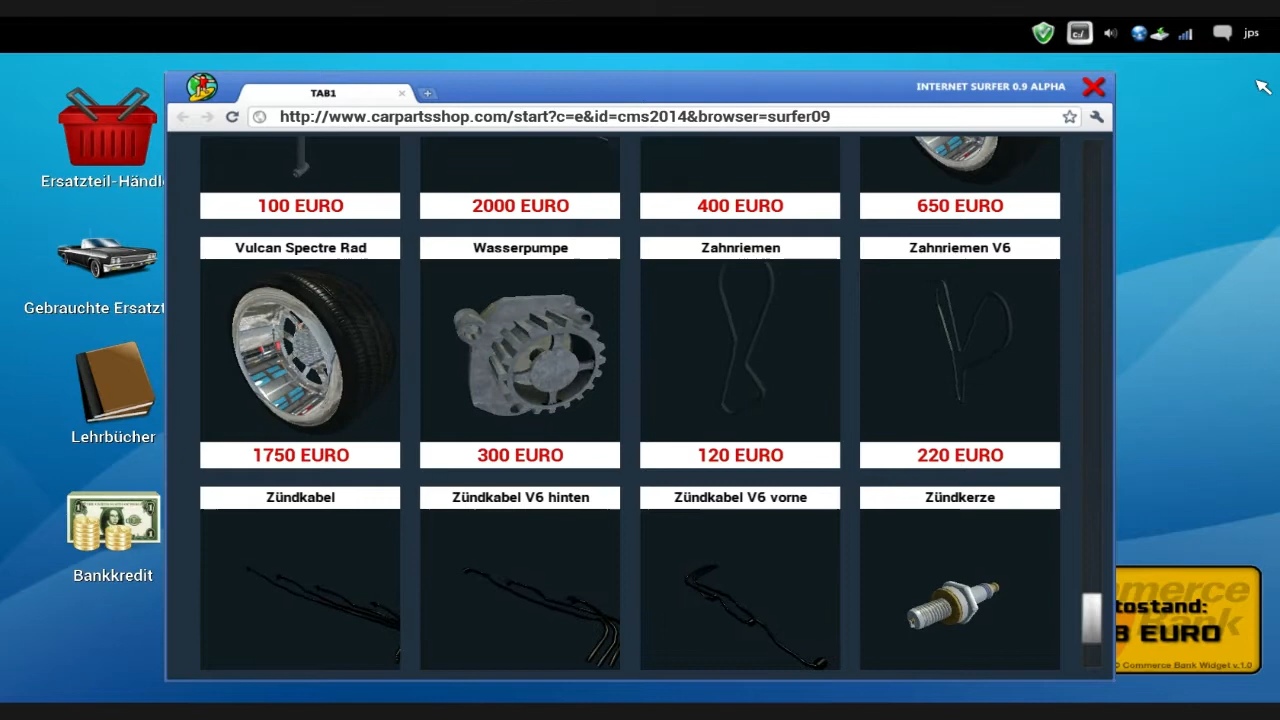 jps
INTERNET SURFER 0.9 ALPHA
TAB1
http://www.carpartsshop.com/start?c=e&id=cms2014&browser=surfer09
Ersatzteil-Händl
Gebrauchte Ersatzt
Lehrbücher
Bankkredit
100 EURO
2000 EURO
400 EURO
650 EURO
Vulcan Spectre Rad
Wasserpumpe
Zahnriemen
Zahnriemen V6
1750 EURO
300 EURO
120 EURO
220 EURO
Zündkabel
Zündkabel V6 hinten
Zündkabel V6 vorne
Zündkerze
mmerce
Bank
tostand:
EURO
Commerce Bank Widget v.1.0